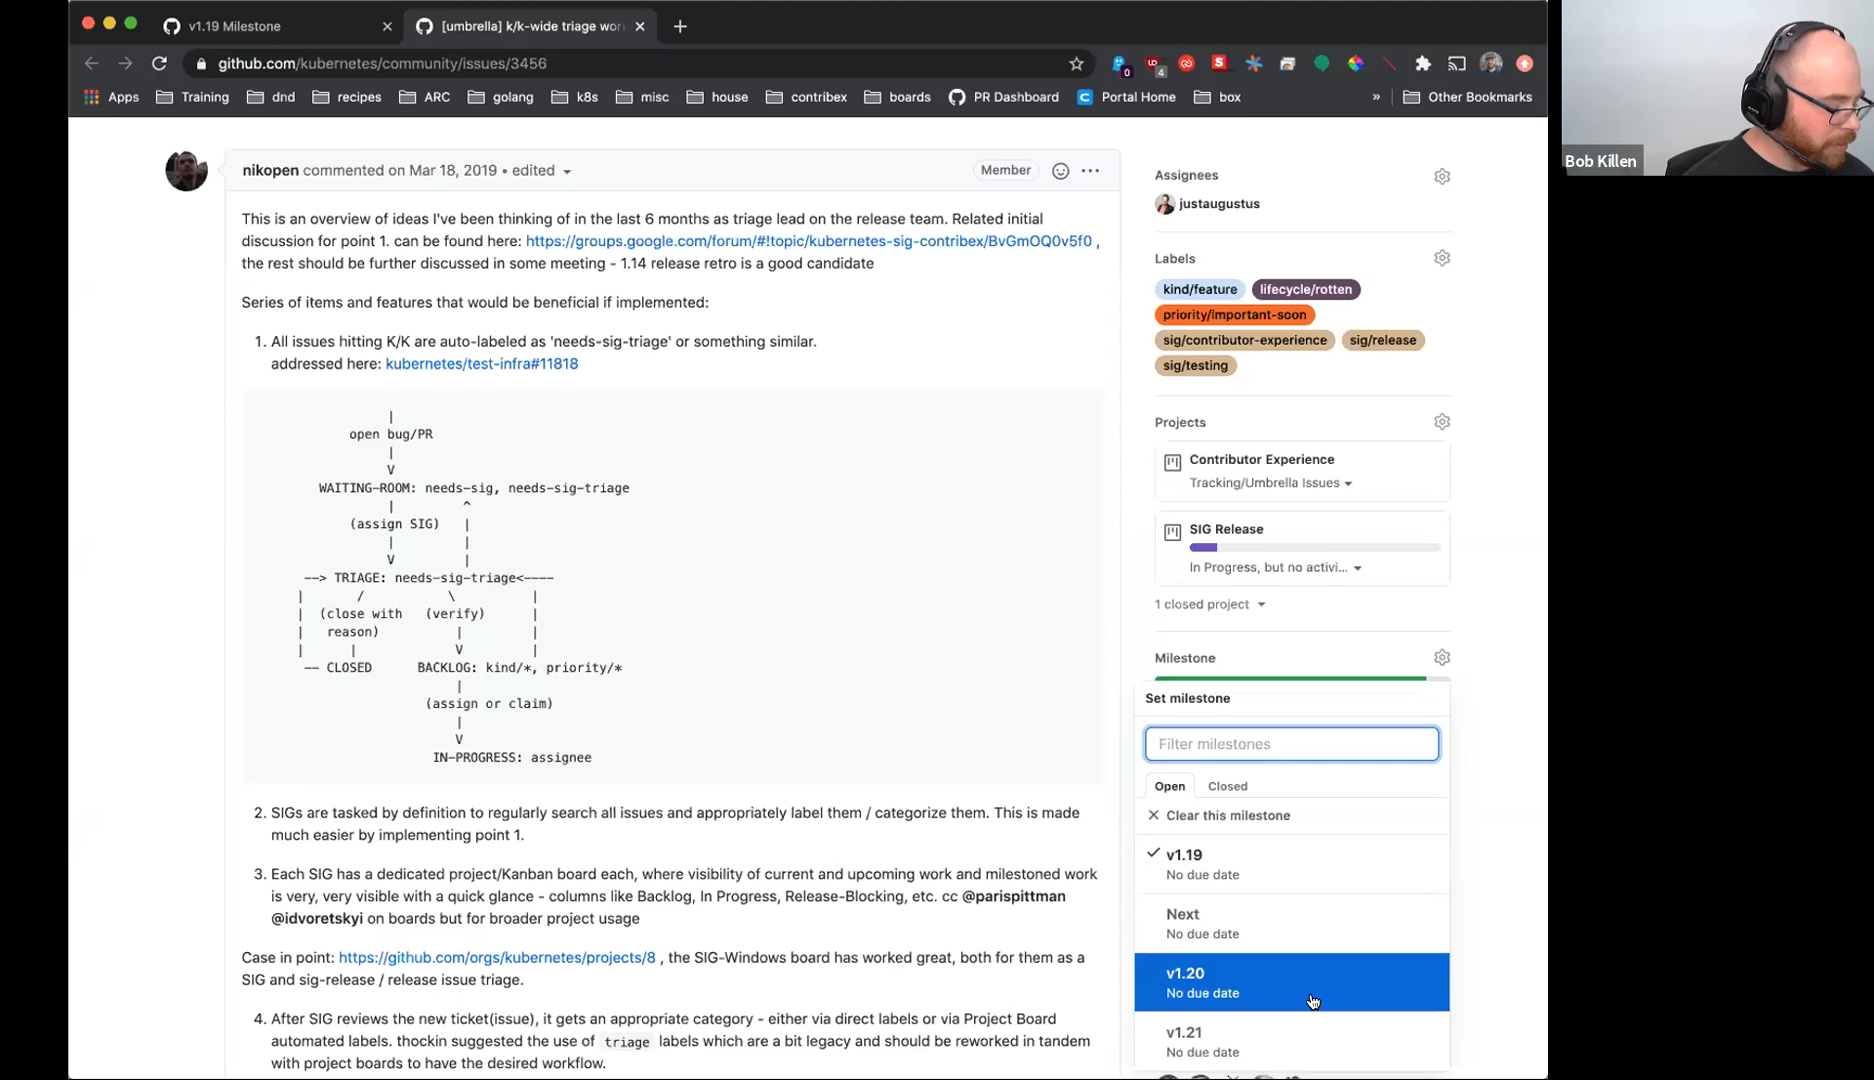 v1.19 Milestone
[umbrella] k/k-wide triage wor
github.com/kubernetes/community/issues/3456
0
4
Apps
Training
dnd
recipes
ARC
golang
k8s
misc
house
contribex
boards
PR Dashboard
Portal Home
box
»
Other Bookmarks
Bob Killen
nikopen commented on Mar 18, 2019 • edited
Member
This is an overview of ideas I've been thinking of in the last 6 months as triage lead on the release team. Related initial
discussion for point 1. can be found here: https://groups.google.com/forum/#!topic/kubernetes-sig-contribex/BvGmOQ0v5f0 ,
the rest should be further discussed in some meeting - 1.14 release retro is a good candidate
Series of items and features that would be beneficial if implemented:
1. All issues hitting K/K are auto-labeled as 'needs-sig-triage' or something similar.
addressed here: kubernetes/test-infra#11818
|
open bug/PR
|
V
WAITING-ROOM: needs-sig, needs-sig-triage
| ^
(assign SIG) |
| |
V |
--> TRIAGE: needs-sig-triage<----
| / \ |
| (close with (verify) |
| reason) | |
| | V |
-- CLOSED BACKLOG: kind/*, priority/*
|
(assign or claim)
|
V
IN-PROGRESS: assignee
2. SIGs are tasked by definition to regularly search all issues and appropriately label them / categorize them. This is made
much easier by implementing point 1.
3. Each SIG has a dedicated project/Kanban board each, where visibility of current and upcoming work and milestoned work
is very, very visible with a quick glance - columns like Backlog, In Progress, Release-Blocking, etc. cc @parispittman
@idvoretskyi on boards but for broader project usage
Case in point: https://github.com/orgs/kubernetes/projects/8 , the SIG-Windows board has worked great, both for them as a
SIG and sig-release / release issue triage.
4. After SIG reviews the new ticket(issue), it gets an appropriate category - either via direct labels or via Project Board
automated labels. thockin suggested the use of triage labels which are a bit legacy and should be reworked in tandem
with project boards to have the desired workflow.
Assignees
justaugustus
Labels
kind/feature
lifecycle/rotten
priority/important-soon
sig/contributor-experience
sig/release
sig/testing
Projects
Contributor Experience
Tracking/Umbrella Issues
SIG Release
In Progress, but no activi...
1 closed project
Milestone
Set milestone
Filter milestones
Open
Closed
Clear this milestone
v1.19
No due date
Next
No due date
v1.20
No due date
v1.21
No due date